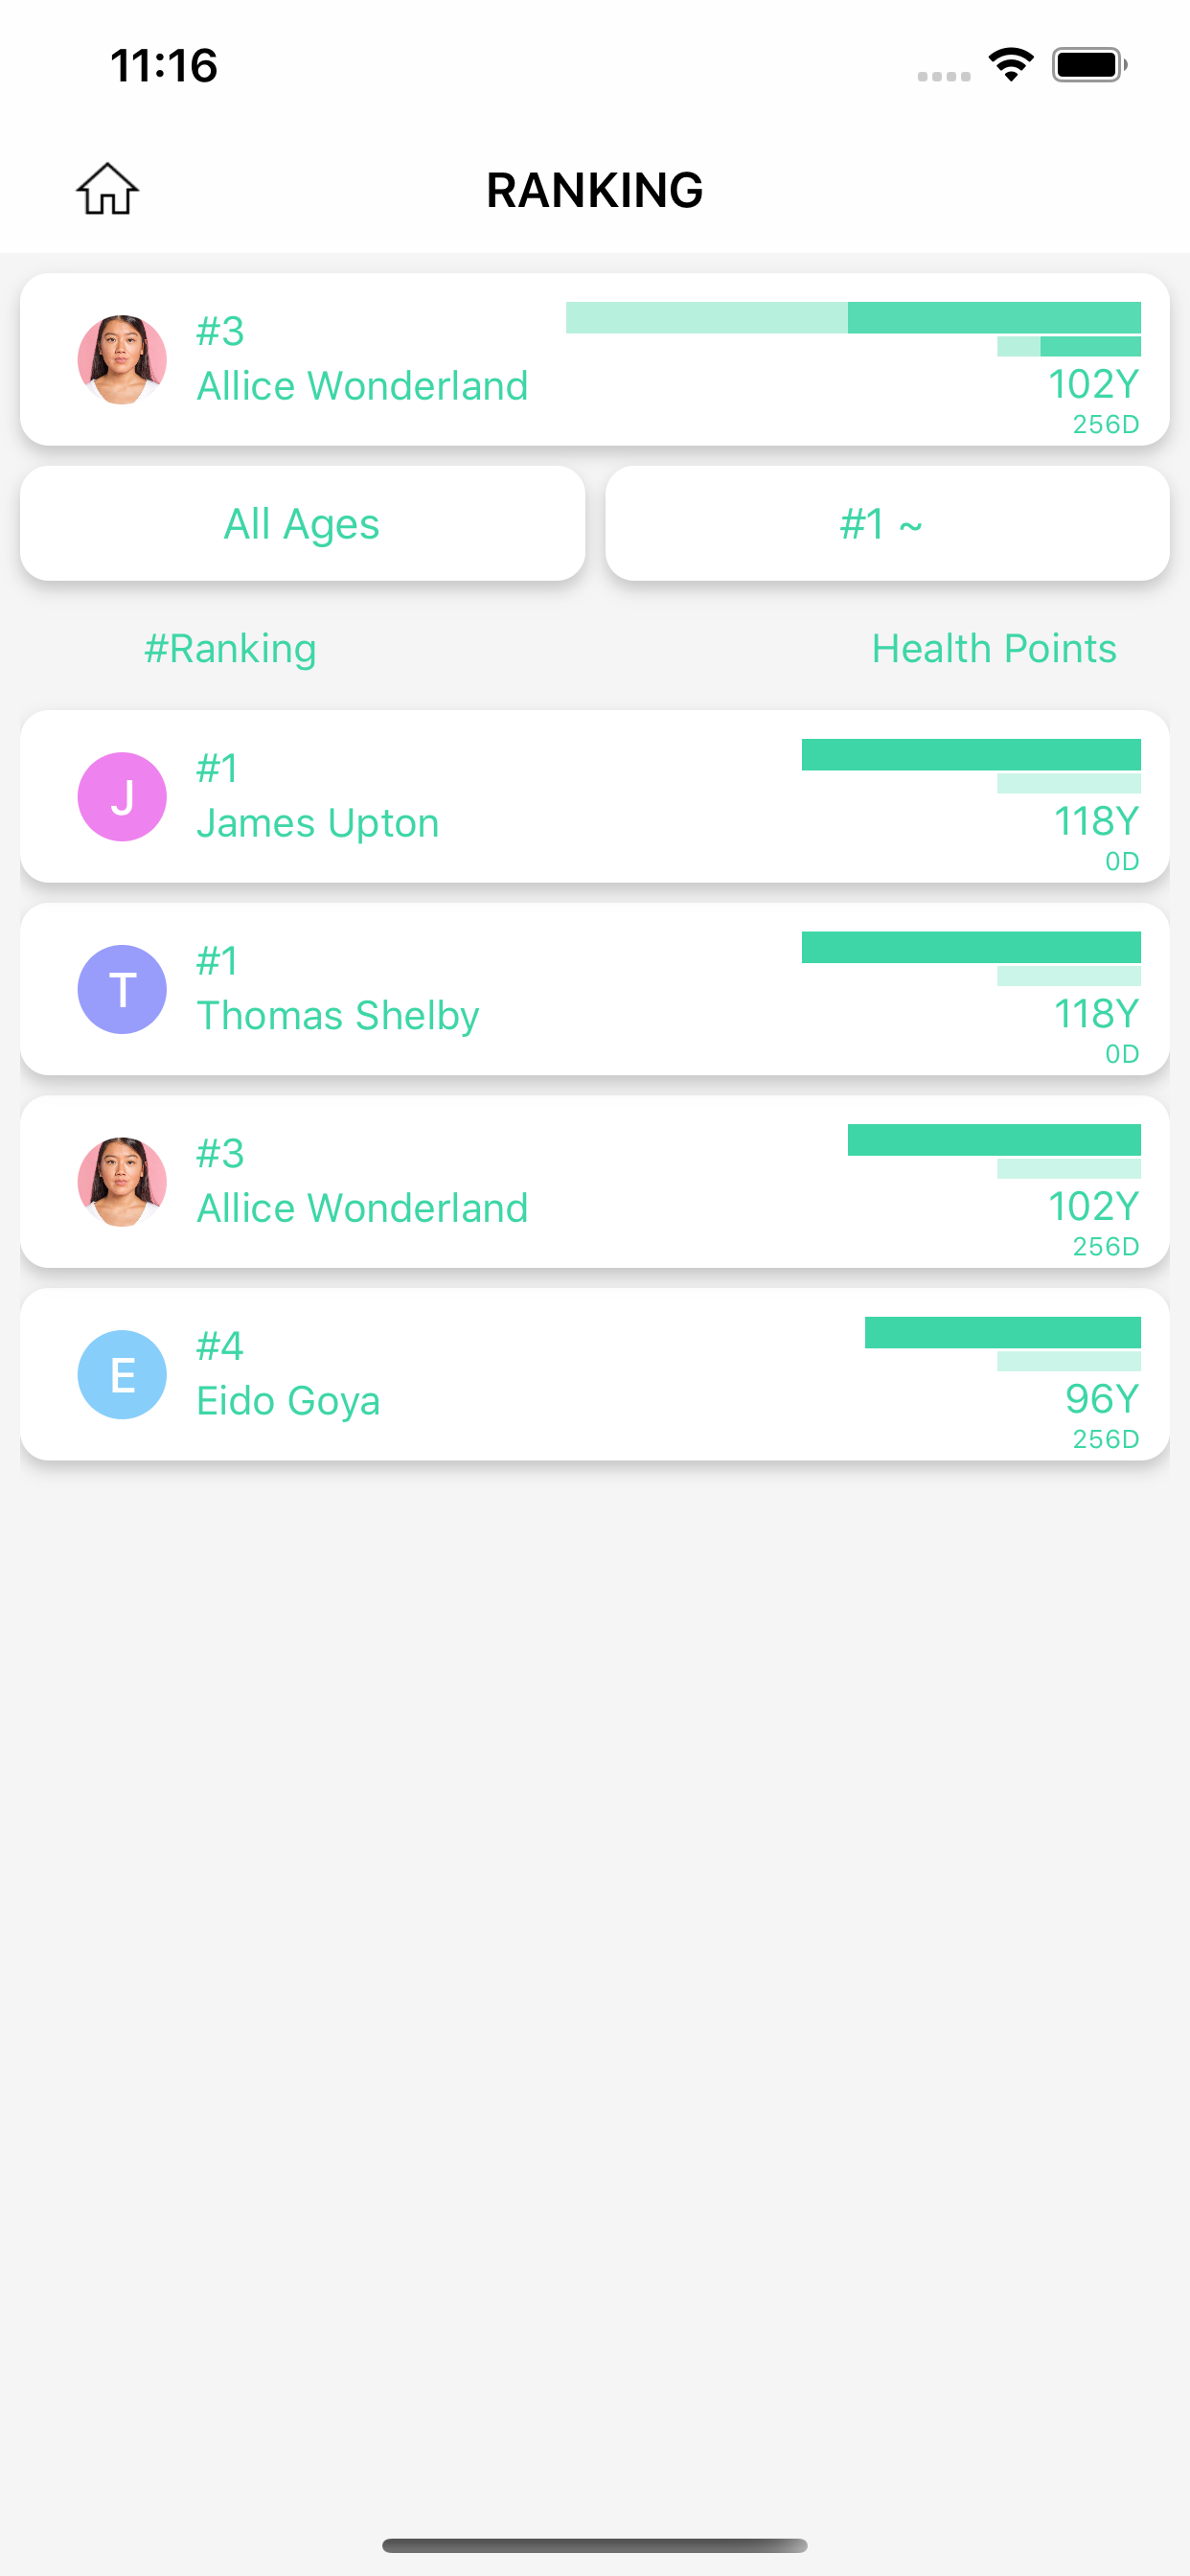 11:16
RANKING
#3
Allice Wonderland
102Y
256D
All Ages
#1 ~
#Ranking
Health Points
J
#1
James Upton
118Y
0D
T
#1
Thomas Shelby
118Y
0D
#3
Allice Wonderland
102Y
256D
E
#4
Eido Goya
96Y
256D